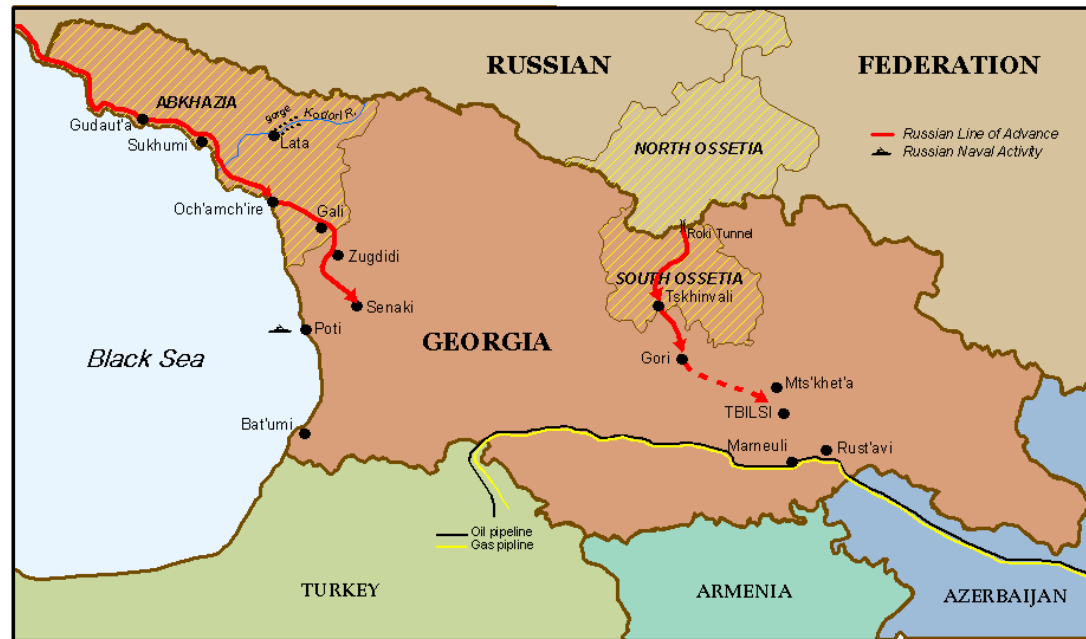 RUSSIAN
FEDERATION
ABKHAZIA
gorge
Kodori R.
Gudaut'a
Sukhumi
Lata
NORTH OSSETIA
Russian Line of Advance
Russian Naval Activity
Och'amch'ire
Gali
Roki Tunnel
Zugdidi
SOUTH OSSETIA
Tskhinvali
Senaki
Poti
GEORGIA
Black Sea
Gori
Mts'khet'a
TBILSI
Bat'umi
Marneuli
Rust'avi
Oil pipeline
Gas pipline
TURKEY
ARMENIA
AZERBAIJAN